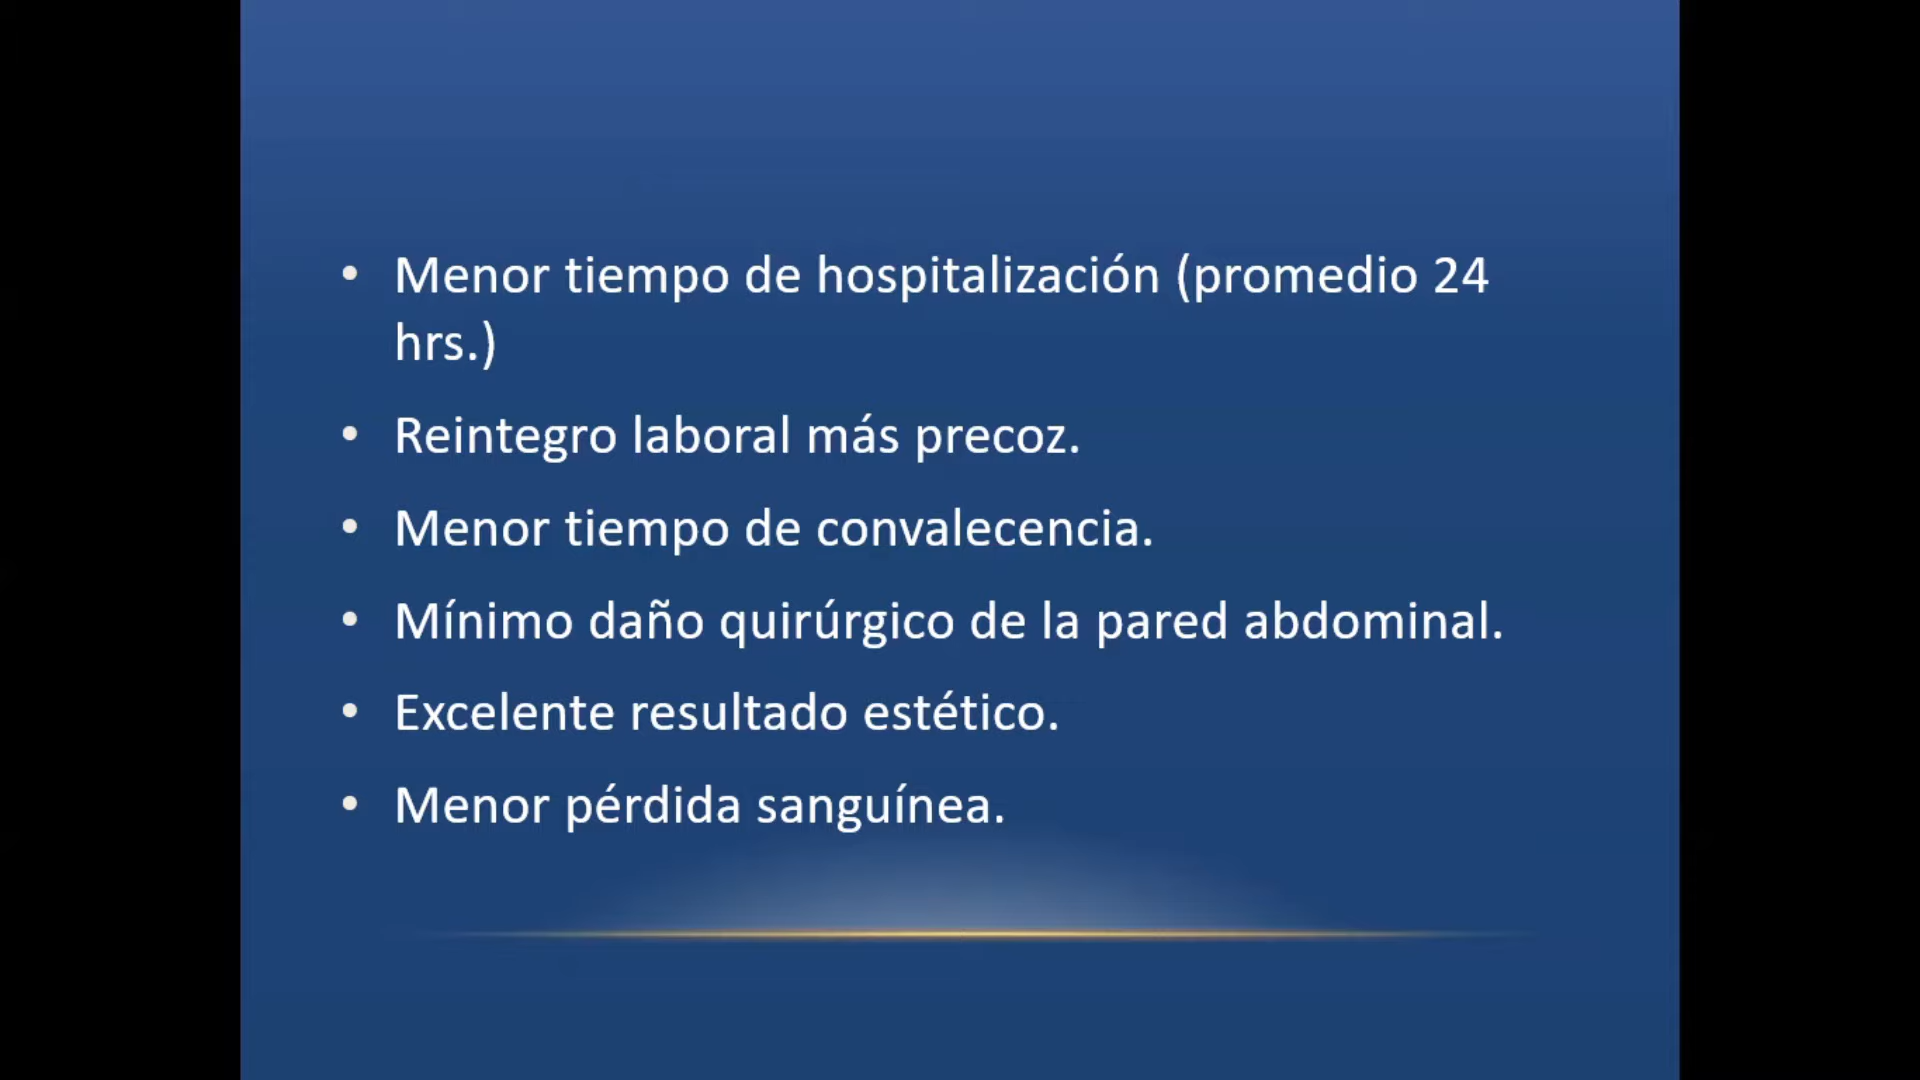 • Menor tiempo de hospitalización (promedio 24
hrs.)
• Reintegro laboral más precoz.
• Menor tiempo de convalecencia.
• Mínimo daño quirúrgico de la pared abdominal.
• Excelente resultado estético.
• Menor pérdida sanguínea.